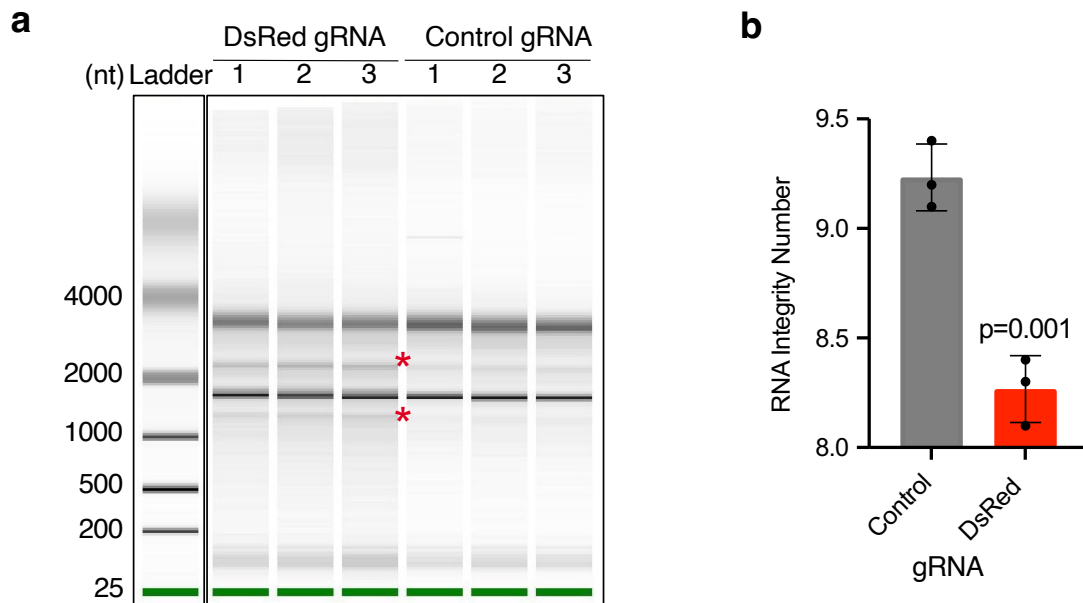 a
DsRed gRNA Control gRNA
(nt) Ladder 1 2 3 1 2 3
4000
2000
*
*
1000
500
200
25
b
RNA Integrity Number
9.5
9.0
8.5
8.0
p=0.001
Control
DsRed
gRNA